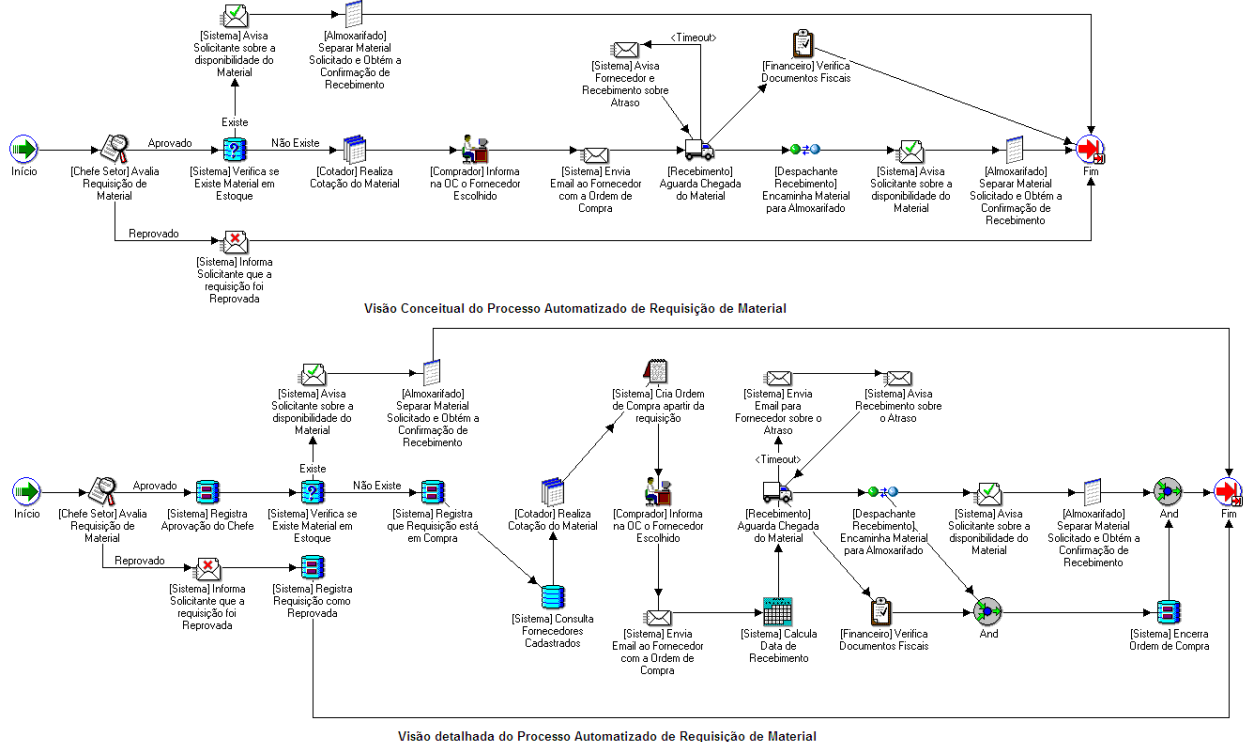 [Sistema] Avisa
Solicitante sobre a
disponibilidade do
Material
[Almoxarifado]
Separar Material
Solicitado e Obtém a
Confirmação de
Recebimento
<Timeout>
[Sistema] Avisa
Fornecedor e
Recebimento sobre
Atraso
[Financeiro] Verifica
Documentos Fiscais
Existe
Início
Aprovado
Não Existe
[Chefe Setor] Avalia
Requisição de
Material
[Sistema] Verifica se
Existe Material em
Estoque
[Cotador] Realiza
Cotação do Material
[Comprador] Informa
na OC o Fornecedor
Escolhido
[Sistema] Envia
Email ao Fornecedor
com a Ordem de
Compra
[Recebimento]
Aguarda Chegada
do Material
[Despachante
Recebimento]
Encaminha Material
para Almoxarifado
[Sistema] Avisa
Solicitante sobre a
disponibilidade do
Material
[Almoxarifado]
Separar Material
Solicitado e Obtém a
Confirmação de
Recebimento
Fim
Reprovado
[Sistema] Informa
Solicitante que a
requisição foi
Reprovada
Visão Conceitual do Processo Automatizado de Requisição de Material
[Sistema] Avisa
Solicitante sobre a
disponibilidade do
Material
[Almoxarifado]
Separar Material
Solicitado e Obtém a
Confirmação de
Recebimento
[Sistema] Cria Ordem
de Compra apartir da
requisição
[Sistema] Envia
Email para
Fornecedor sobre o
Atraso
[Sistema] Avisa
Recebimento sobre
o Atraso
<Timeout>
Existe
Início
Aprovado
Não Existe
[Chefe Setor] Avalia
Requisição de
Material
[Sistema] Registra
Aprovação do Chefe
[Sistema] Verifica se
Existe Material em
Estoque
[Sistema] Registra
que Requisição está
em Compra
[Cotador] Realiza
Cotação do Material
[Comprador] Informa
na OC o Fornecedor
Escolhido
[Recebimento]
Aguarda Chegada
do Material
[Despachante
Recebimento]
Encaminha Material
para Almoxarifado
[Sistema] Avisa
Solicitante sobre a
disponibilidade do
Material
[Almoxarifado]
Separar Material
Solicitado e Obtém a
Confirmação de
Recebimento
And
Fim
Reprovado
[Sistema] Informa
Solicitante que a
requisição foi
Reprovada
[Sistema] Registra
Requisição como
Reprovada
[Sistema] Consulta
Fornecedores
Cadastrados
[Sistema] Envia
Email ao Fornecedor
com a Ordem de
Compra
[Sistema] Calcula
Data de
Recebimento
[Financeiro] Verifica
Documentos Fiscais
And
[Sistema] Encerra
Ordem de Compra
Visão detalhada do Processo Automatizado de Requisição de Material